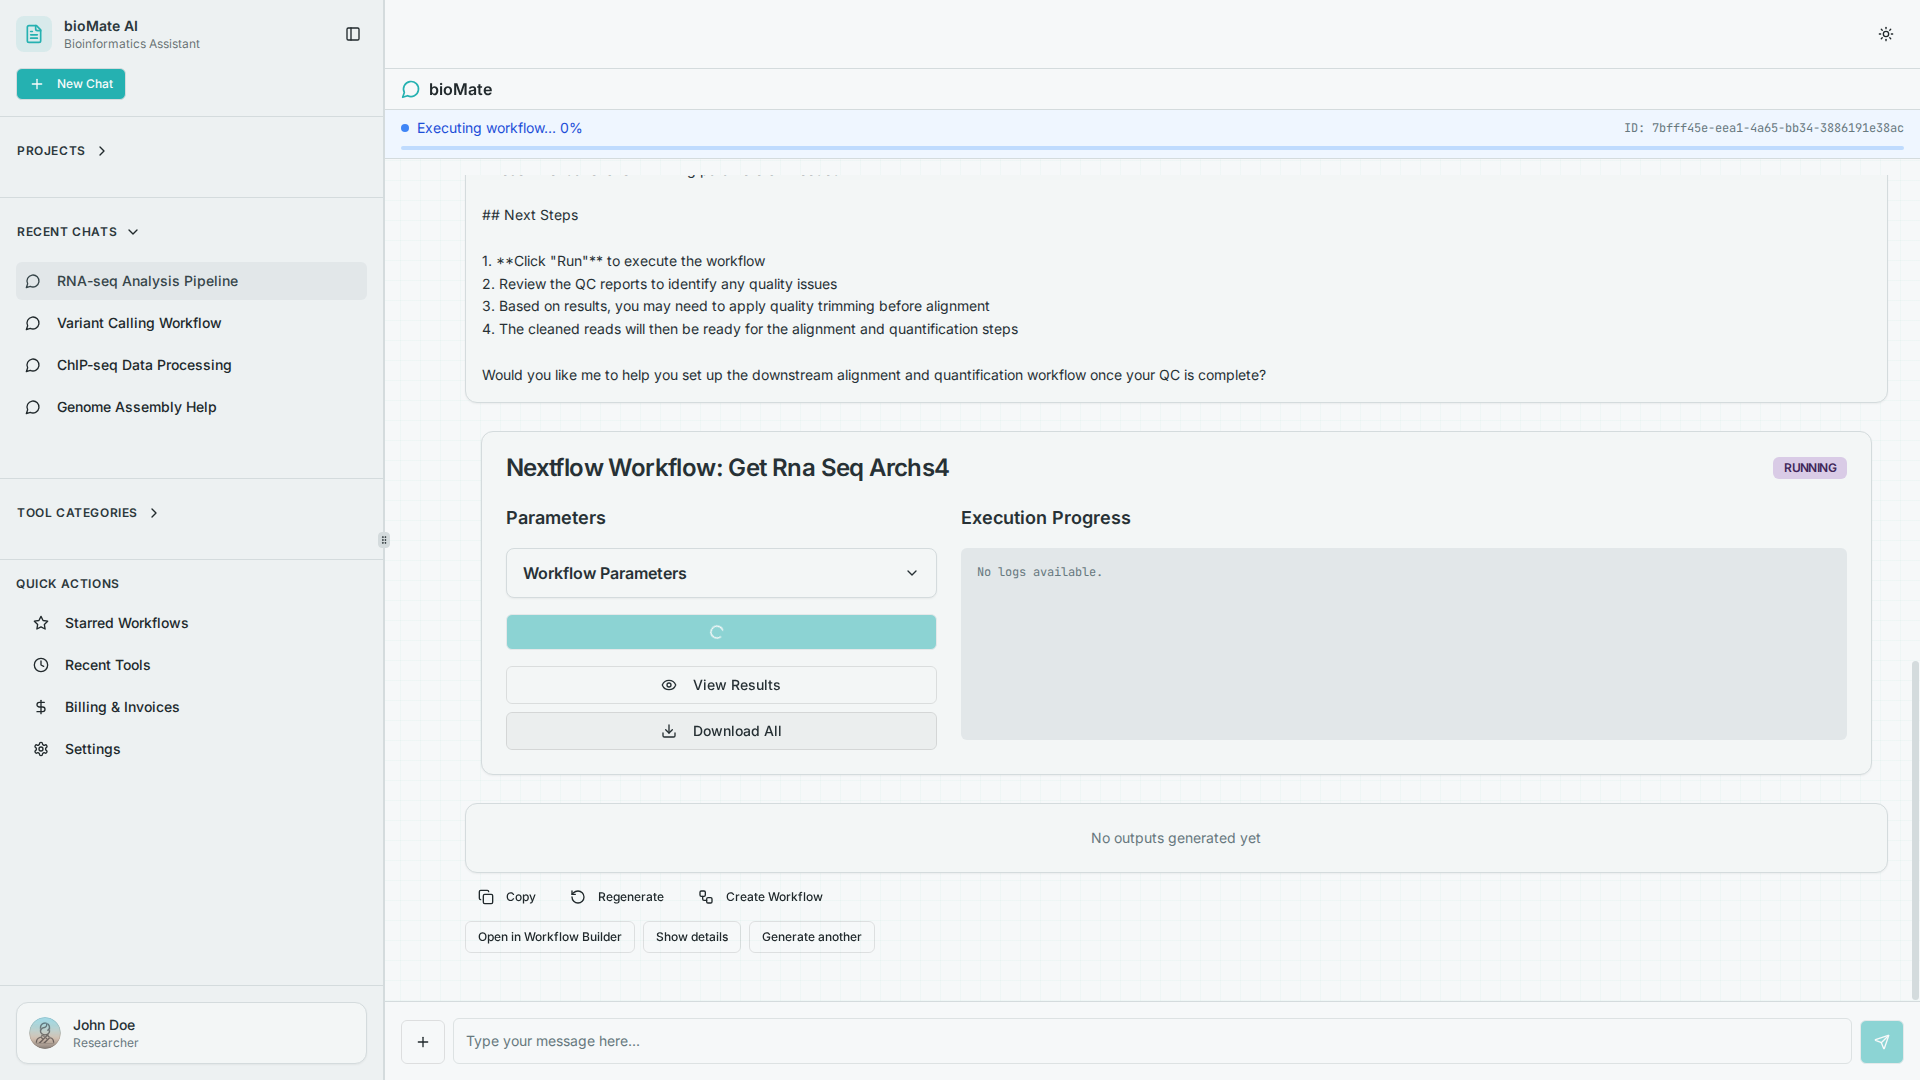 bioMate AI
Bioinformatics Assistant
New Chat
PROJECTS
RECENT CHATS
RNA-seq Analysis Pipeline
Variant Calling Workflow
ChIP-seq Data Processing
Genome Assembly Help
TOOL CATEGORIES
QUICK ACTIONS
Starred Workflows
Recent Tools
Billing & Invoices
Settings
John Doe
Researcher
bioMate
Executing workflow... 0%
ID: 7bfff45e-eea1-4a65-bb34-3886191e38ac
## Next Steps
1. **Click "Run"** to execute the workflow
2. Review the QC reports to identify any quality issues
3. Based on results, you may need to apply quality trimming before alignment
4. The cleaned reads will then be ready for the alignment and quantification steps
Would you like me to help you set up the downstream alignment and quantification workflow once your QC is complete?
Nextflow Workflow: Get Rna Seq Archs4
RUNNING
Parameters
Workflow Parameters
View Results
Download All
Execution Progress
No logs available.
No outputs generated yet
Copy
Regenerate
Create Workflow
Open in Workflow Builder
Show details
Generate another
Type your message here...